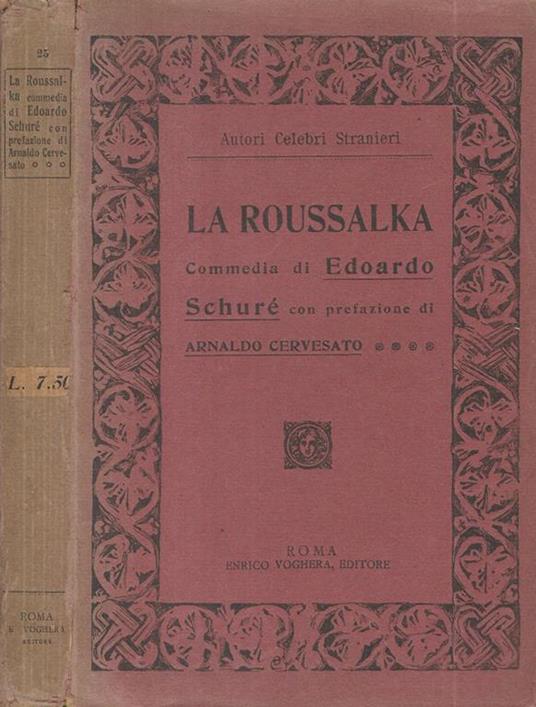 25
La Roussal-
ka commedia
di Edoardo
Schuré con
prefazione di
Arnaldo Cerve-
sato
L. 7.50
ROMA
E. VOGHERA
EDITORE
Autori Celebri Stranieri
LA ROUSSALKA
Commedia di Edoardo
Schuré con prefazione di
ARNALDO CERVESATO
ROMA
ENRICO VOGHERA, EDITORE